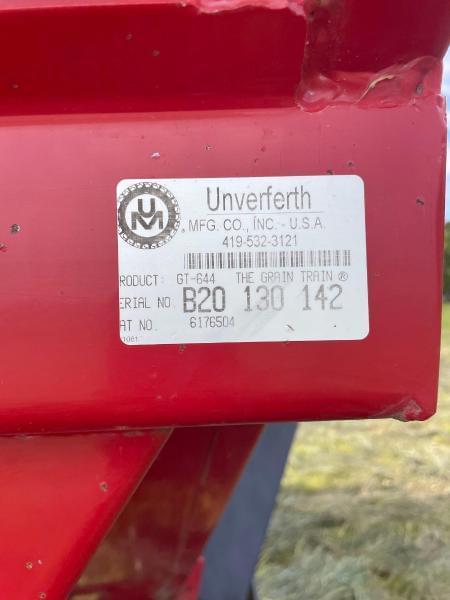 UM
Unverferth
MFG. CO., INC. - U.S.A.
419-532-3121
RODUCT: GT-644 THE GRAIN TRAIN ®
ERIAL NO. B20 130 142
AT NO. 6176504